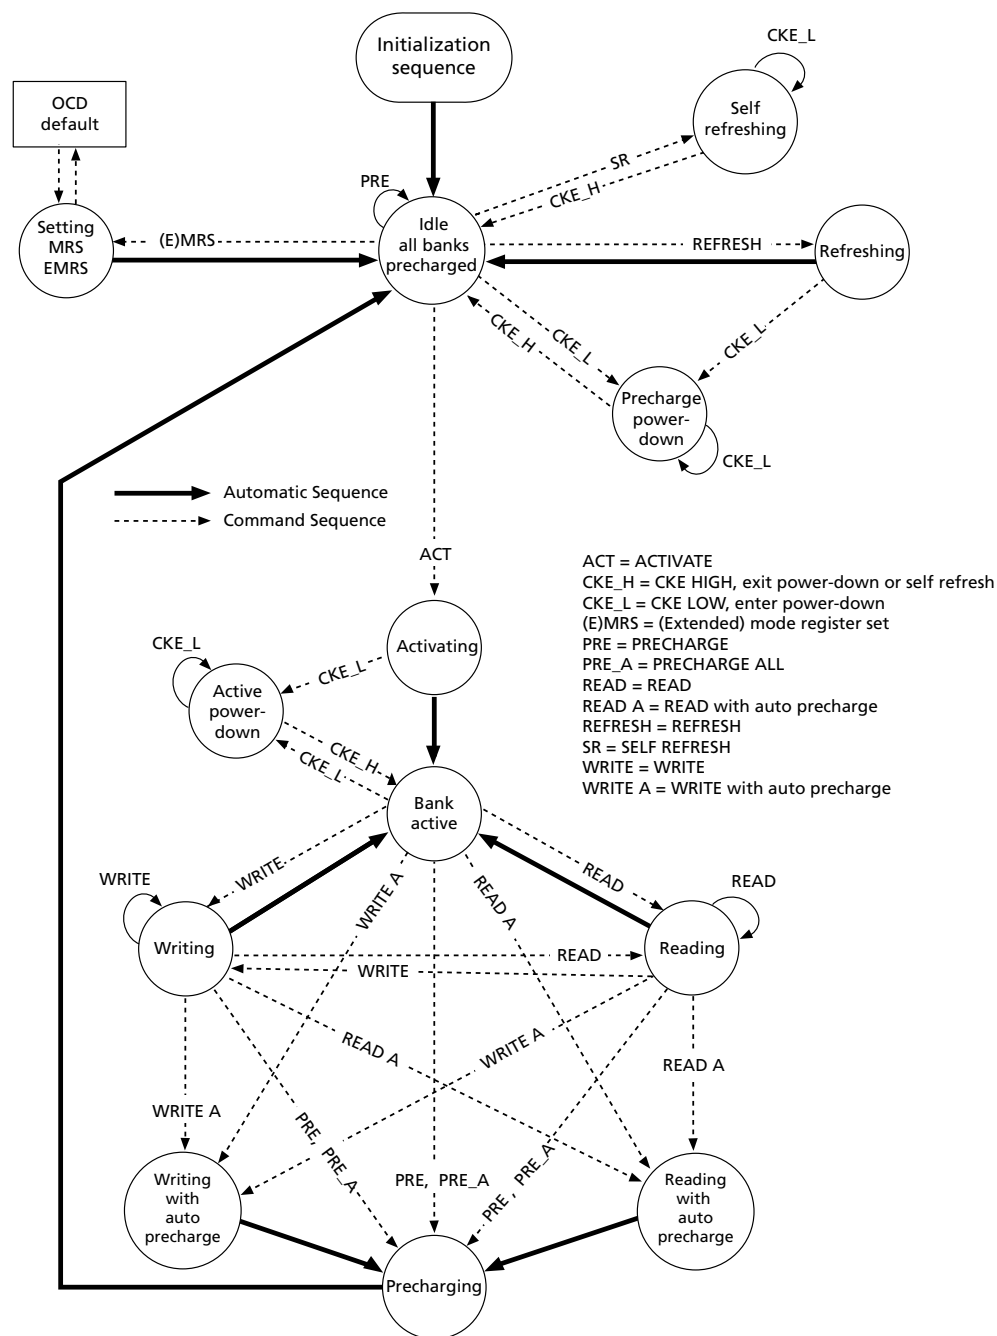 Initialization
sequence
CKE_L
OCD
default
Self
refreshing
SR
CKE_H
PRE
Idle
all banks
precharged
Setting
MRS
EMRS
(E)MRS
REFRESH
Refreshing
CKE_H
CKE_L
CKE_L
Precharge
power-
down
CKE_L
Automatic Sequence
Command Sequence
ACT
ACT = ACTIVATE
CKE_H = CKE HIGH, exit power-down or self refresh
CKE_L = CKE LOW, enter power-down
(E)MRS = (Extended) mode register set
PRE = PRECHARGE
PRE_A = PRECHARGE ALL
READ = READ
READ A = READ with auto precharge
REFRESH = REFRESH
SR = SELF REFRESH
WRITE = WRITE
WRITE A = WRITE with auto precharge
Activating
CKE_L
CKE_L
Active
power-
down
CKE_H
CKE_L
Bank
active
WRITE
WRITE
WRITE A
READ A
READ
READ
Writing
READ
WRITE
Reading
READ A
WRITE A
READ A
WRITE A
PRE, PRE_A
PRE, PRE_A
PRE, PRE_A
Writing
with
auto
precharge
Reading
with
auto
precharge
Precharging